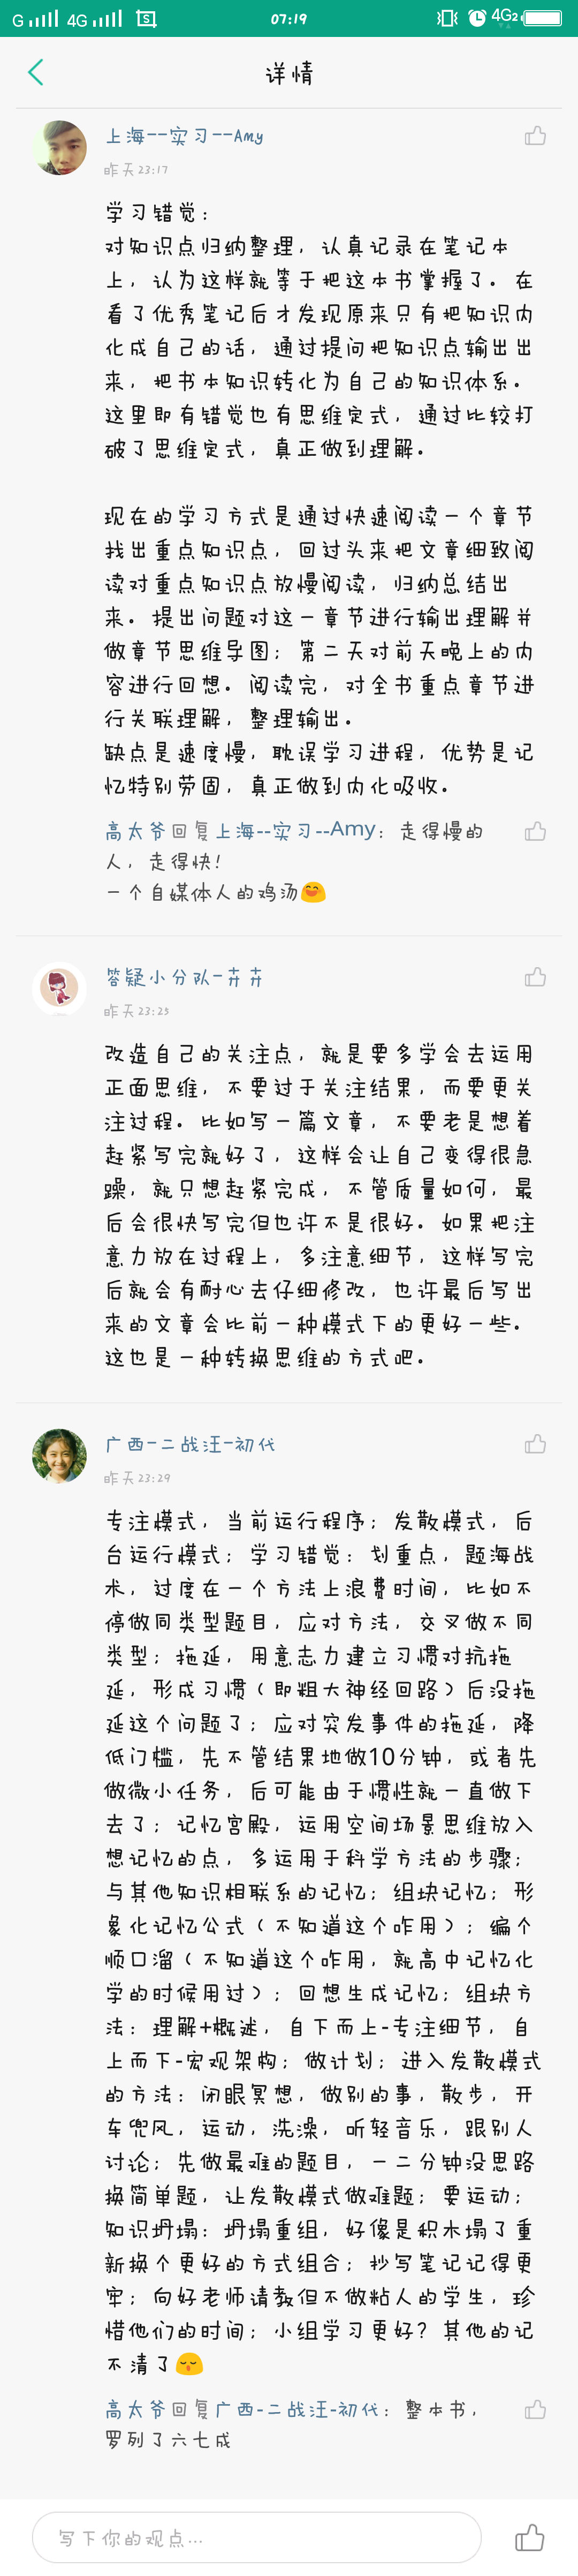 G 4G 07:19 4G2
详情
上海--实习--Amy
昨天23:17
学习错觉：
对知识点归纳整理，认真记录在笔记本
上，认为这样就等于把这本书掌握了。在
看了优秀笔记后才发现原来只有把知识内
化成自己的话，通过提问把知识点输出出
来，把书本知识转化为自己的知识体系。
这里即有错觉也有思维定式，通过比较打
破了思维定式，真正做到理解。
现在的学习方式是通过快速阅读一个章节
找出重点知识点，回过头来把文章细致阅
读对重点知识点放慢阅读，归纳总结出
来。提出问题对这一章节进行输出理解并
做章节思维导图；第二天对前天晚上的内
容进行回想。阅读完，对全书重点章节进
行关联理解，整理输出。
缺点是速度慢，耽误学习进程，优势是记
忆特别劳固，真正做到内化吸收。
高太爷回复上海--实习--Amy：走得慢的
人，走得快！
一个自媒体人的鸡汤
答疑小分队-卉卉
昨天23:23
改造自己的关注点，就是要多学会去运用
正面思维，不要过于关注结果，而要更关
注过程。比如写一篇文章，不要老是想着
赶紧写完就好了，这样会让自己变得很急
躁，就只想赶紧完成，不管质量如何，最
后会很快写完但也许不是很好。如果把注
意力放在过程上，多注意细节，这样写完
后就会有耐心去仔细修改，也许最后写出
来的文章会比前一种模式下的更好一些。
这也是一种转换思维的方式吧。
广西-二战汪-初代
昨天23:29
专注模式，当前运行程序；发散模式，后
台运行模式；学习错觉：划重点，题海战
术，过度在一个方法上浪费时间，比如不
停做同类型题目，应对方法，交叉做不同
类型；拖延，用意志力建立习惯对抗拖
延，形成习惯（即粗大神经回路）后没拖
延这个问题了；应对突发事件的拖延，降
低门槛，先不管结果地做10分钟，或者先
做微小任务，后可能由于惯性就一直做下
去了；记忆宫殿，运用空间场景思维放入
想记忆的点，多运用于科学方法的步骤；
与其他知识相联系的记忆；组块记忆；形
象化记忆公式（不知道这个咋用）；编个
顺口溜（不知道这个咋用，就高中记忆化
学的时候用过）；回想生成记忆；组块方
法：理解+概述，自下而上-专注细节，自
上而下-宏观架构；做计划；进入发散模式
的方法：闭眼冥想，做别的事，散步，开
车兜风，运动，洗澡，听轻音乐，跟别人
讨论；先做最难的题目，一二分钟没思路
换简单题，让发散模式做难题；要运动；
知识坍塌：坍塌重组，好像是积木塌了重
新换个更好的方式组合；抄写笔记记得更
牢；向好老师请教但不做粘人的学生，珍
惜他们的时间；小组学习更好？其他的记
不清了
高太爷回复广西-二战汪-初代：整本书，
罗列了六七成
写下你的观点...